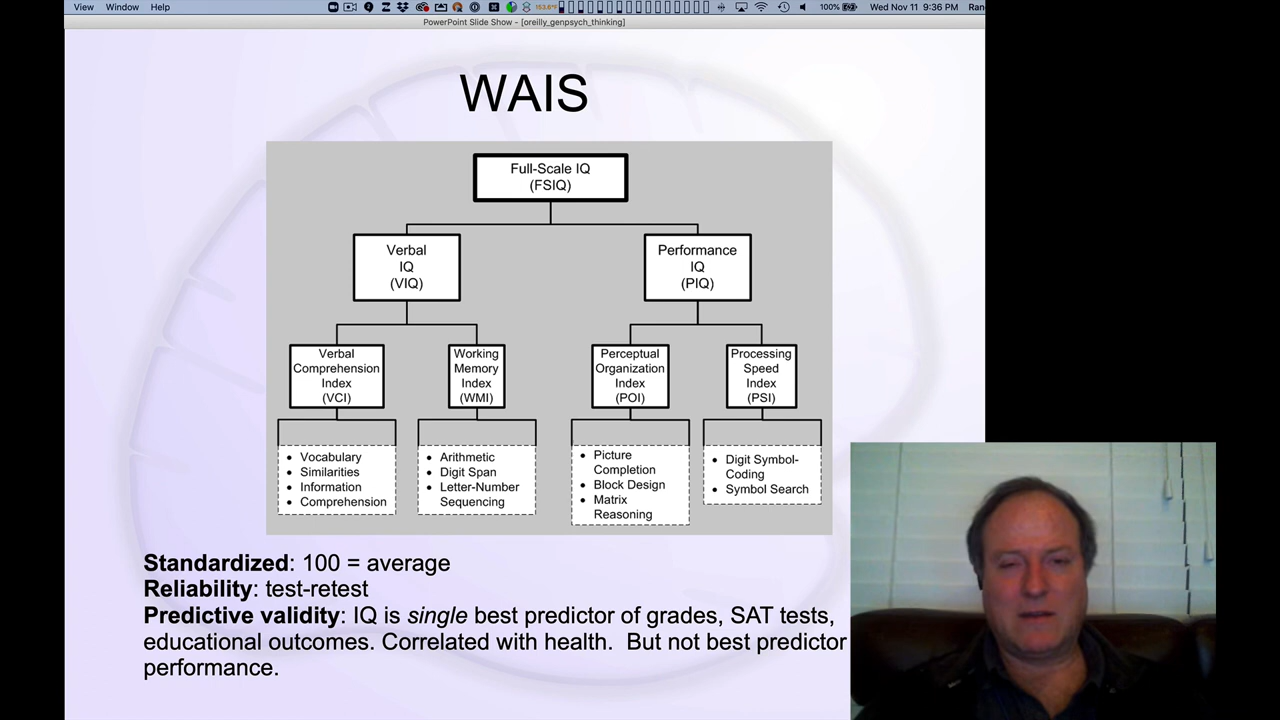 View Window Help 153.8°F 100% Wed Nov 11 9:36 PM Ran
PowerPoint Slide Show - [oreilly_genpsych_thinking]
WAIS
Full-Scale IQ
(FSIQ)
Verbal
IQ
(VIQ)
Performance
IQ
(PIQ)
Verbal
Comprehension
Index
(VCI)
Working
Memory
Index
(WMI)
Perceptual
Organization
Index
(POI)
Processing
Speed
Index
(PSI)
• Vocabulary
• Similarities
• Information
• Comprehension
• Arithmetic
• Digit Span
• Letter-Number
Sequencing
• Picture
Completion
• Block Design
• Matrix
Reasoning
• Digit Symbol-
Coding
• Symbol Search
Standardized: 100 = average
Reliability: test-retest
Predictive validity: IQ is single best predictor of grades, SAT tests,
educational outcomes. Correlated with health. But not best predictor
performance.